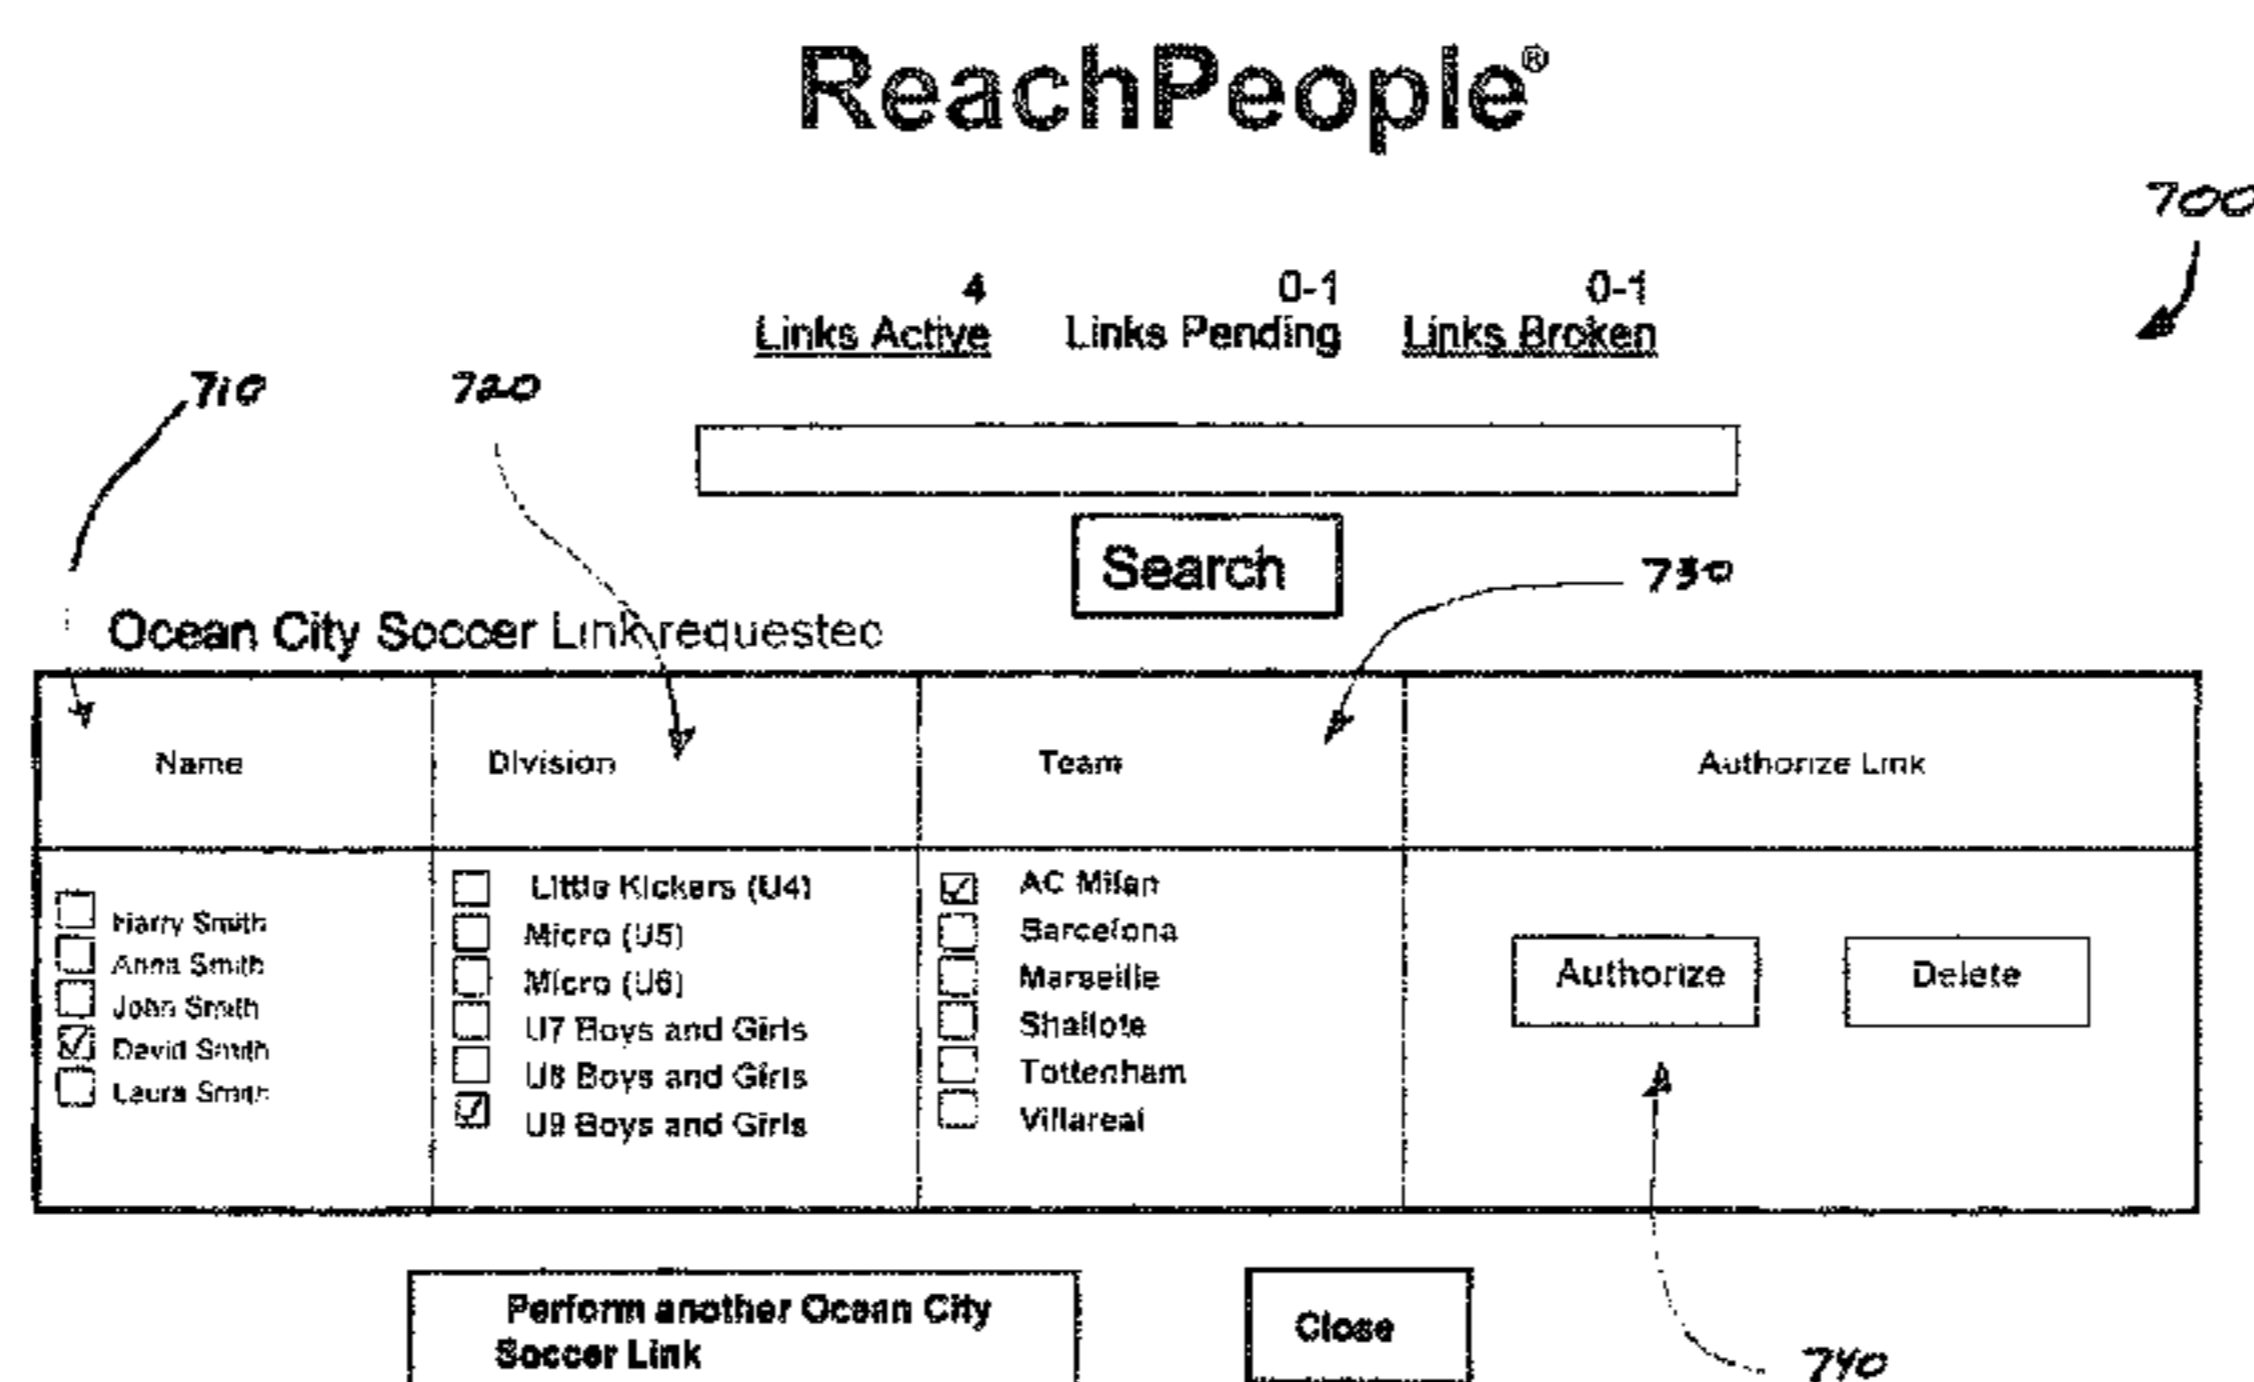 ReachPeople®
700
4 0-1 0-1
Links Active Links Pending Links Broken
710 720
Search
730
Ocean City Soccer Link requested
Name Division Team Authorize Link
Harry Smith
Anna Smith
John Smith
David Smith
Laura Smith
Little Kickers (U4)
Micro (U5)
Micro (U6)
U7 Boys and Girls
U8 Boys and Girls
U9 Boys and Girls
AC Milan
Barcelona
Marseille
Shallote
Tottenham
Villareal
Authorize Delete
Perform another Ocean City
Soccer Link
Close
740